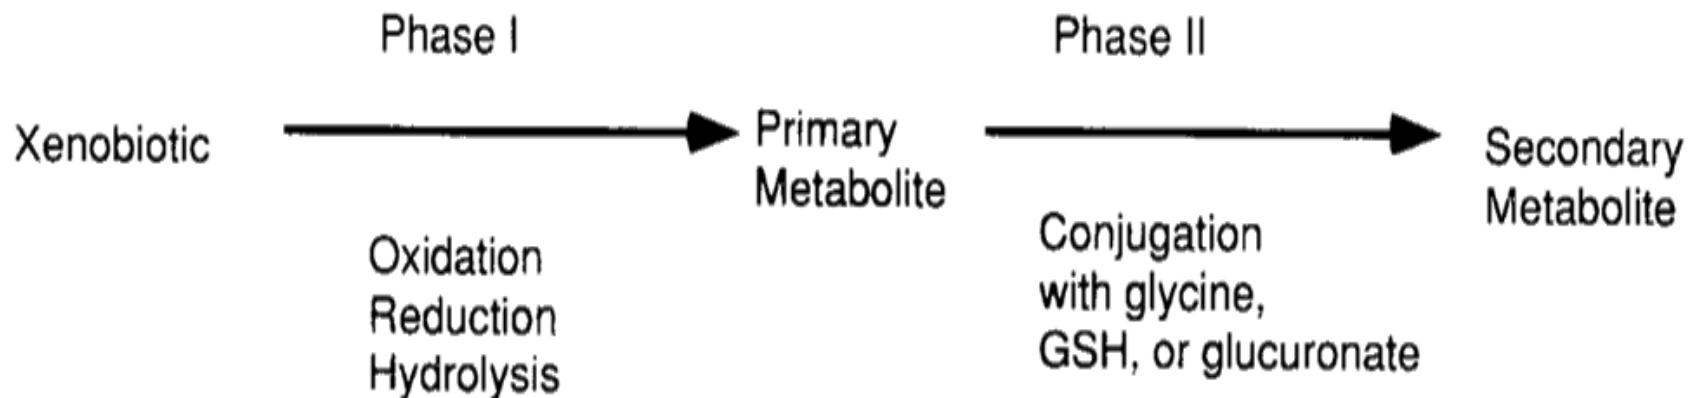 Phase I
Phase II
Xenobiotic
Primary
Metabolite
Secondary
Metabolite
Oxidation
Reduction
Hydrolysis
Conjugation
with glycine,
GSH, or glucuronate